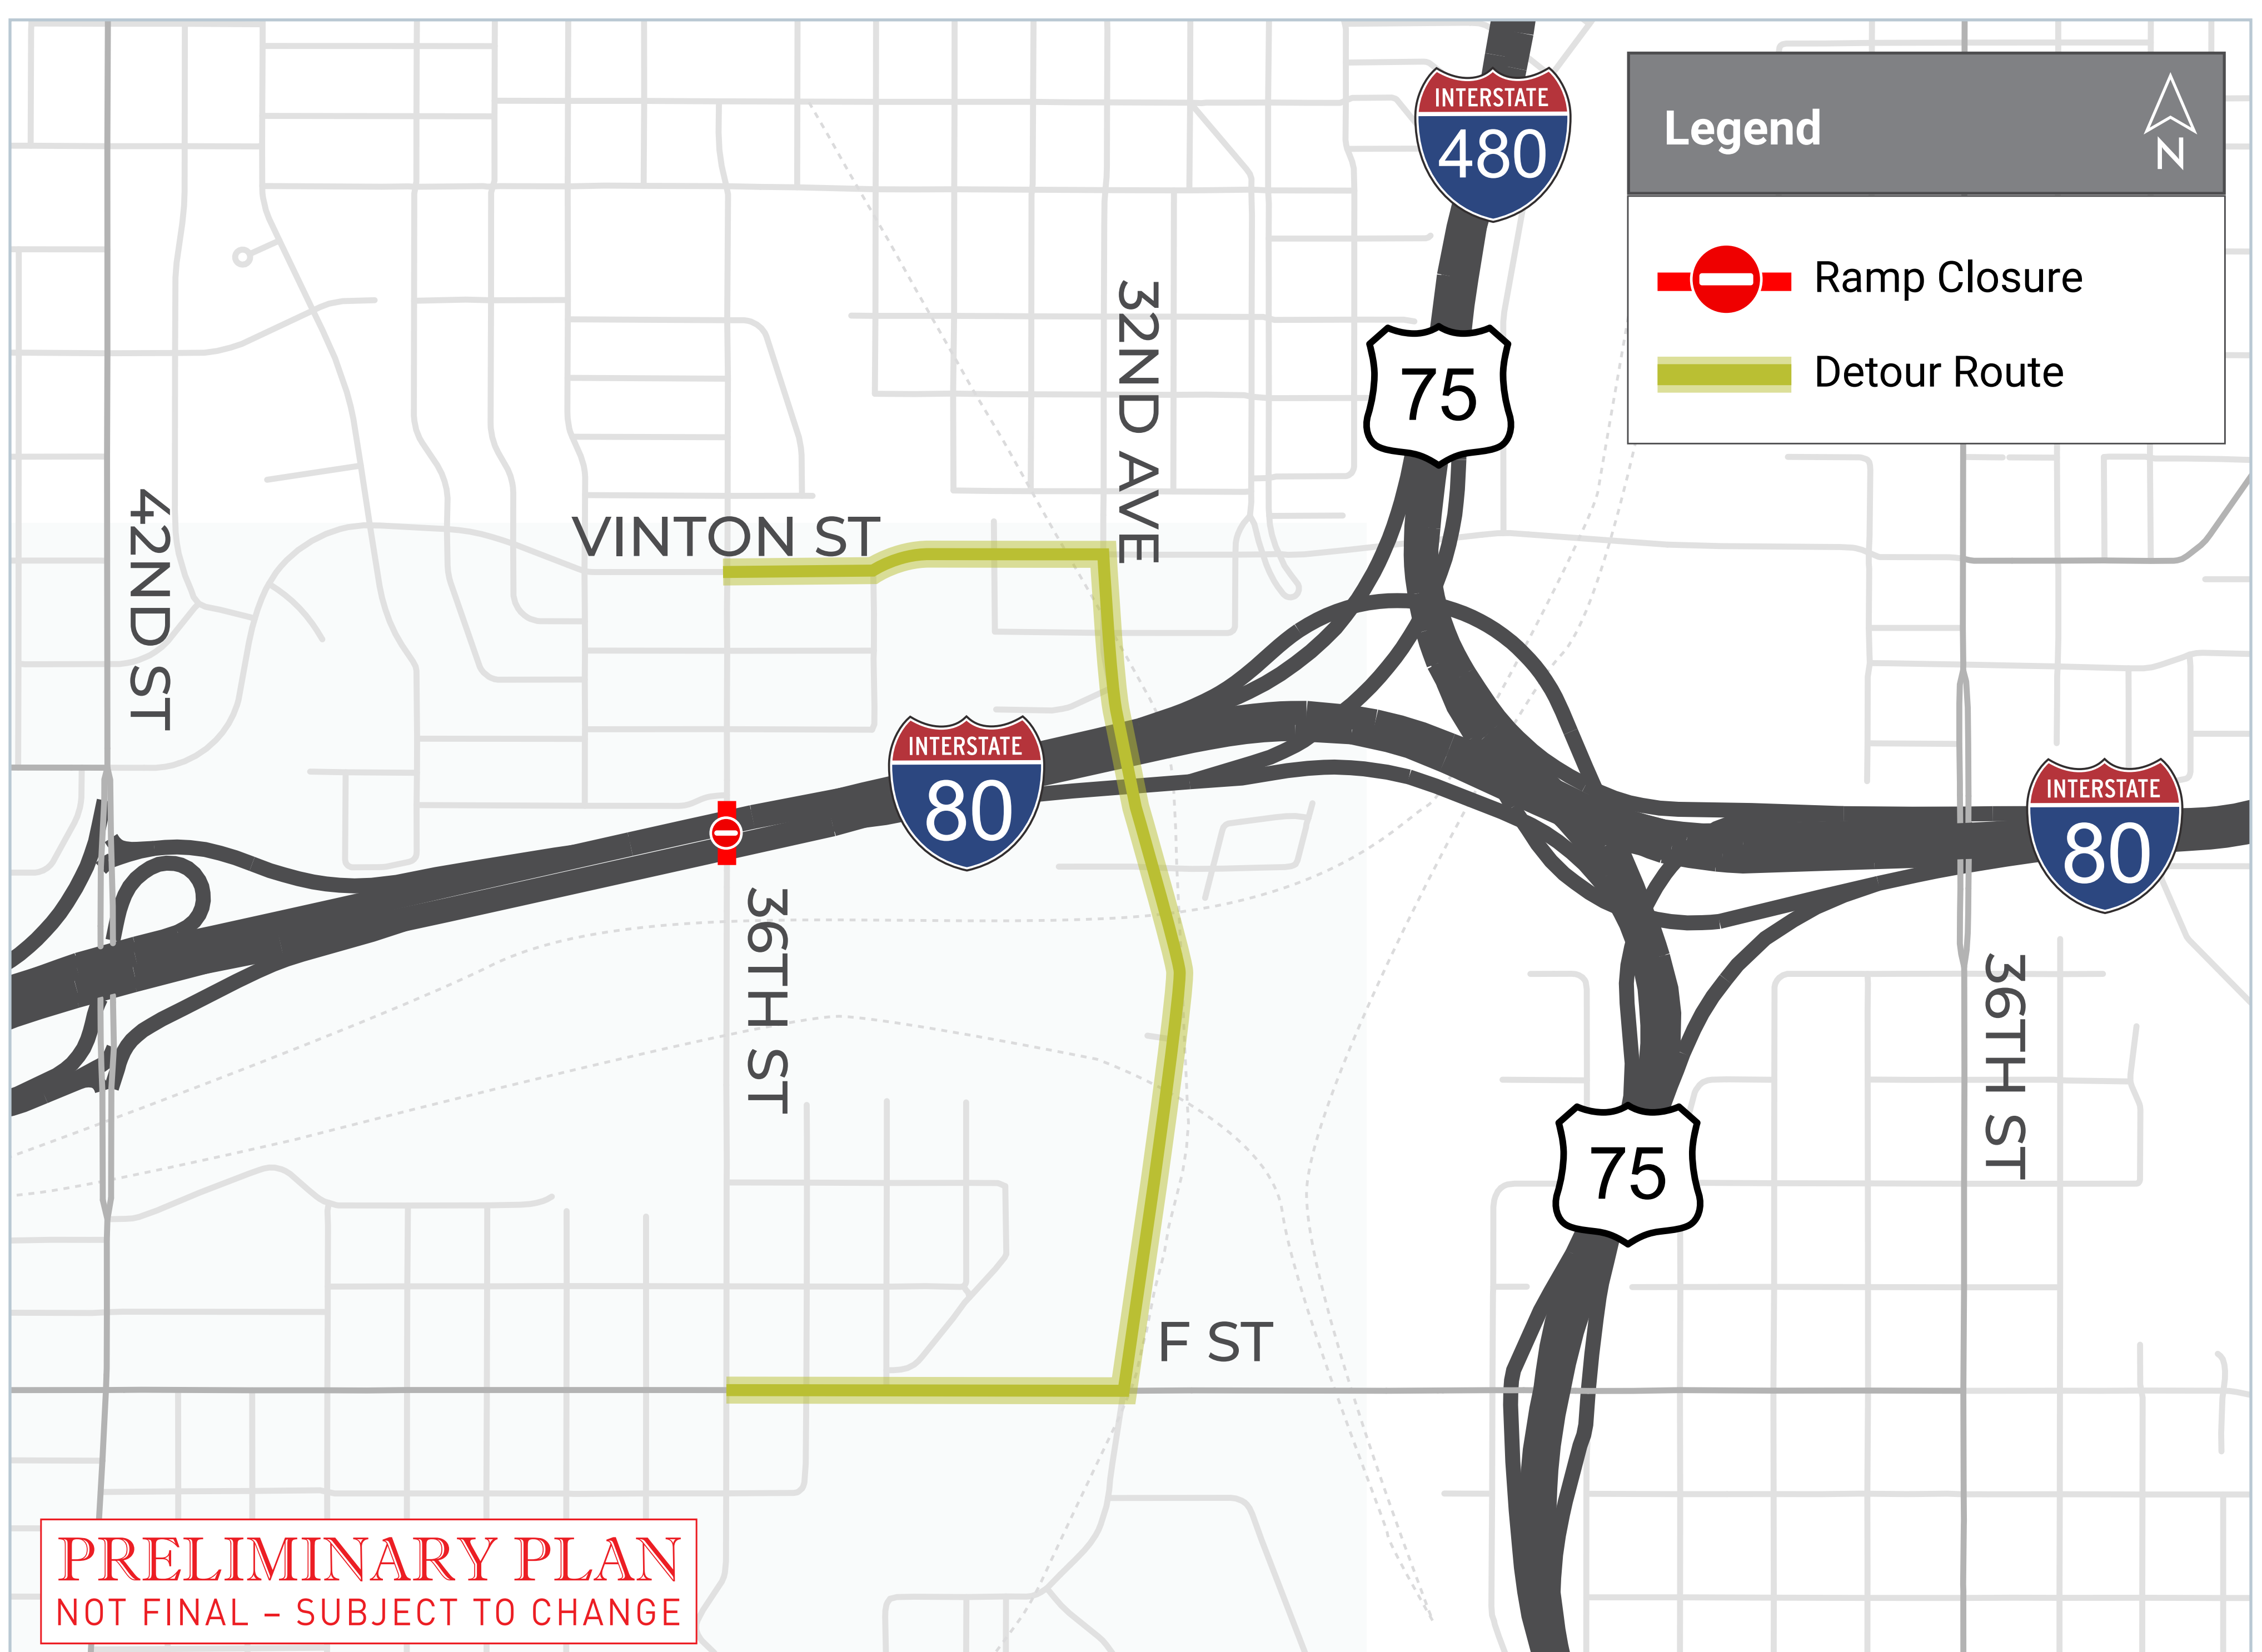 INTERSTATE
480
Legend
N
Ramp Closure
Detour Route
75
32ND AVE
42ND ST
VINTON ST
INTERSTATE
80
INTERSTATE
80
36TH ST
36TH ST
75
F ST
PRELIMINARY PLAN
NOT FINAL – SUBJECT TO CHANGE